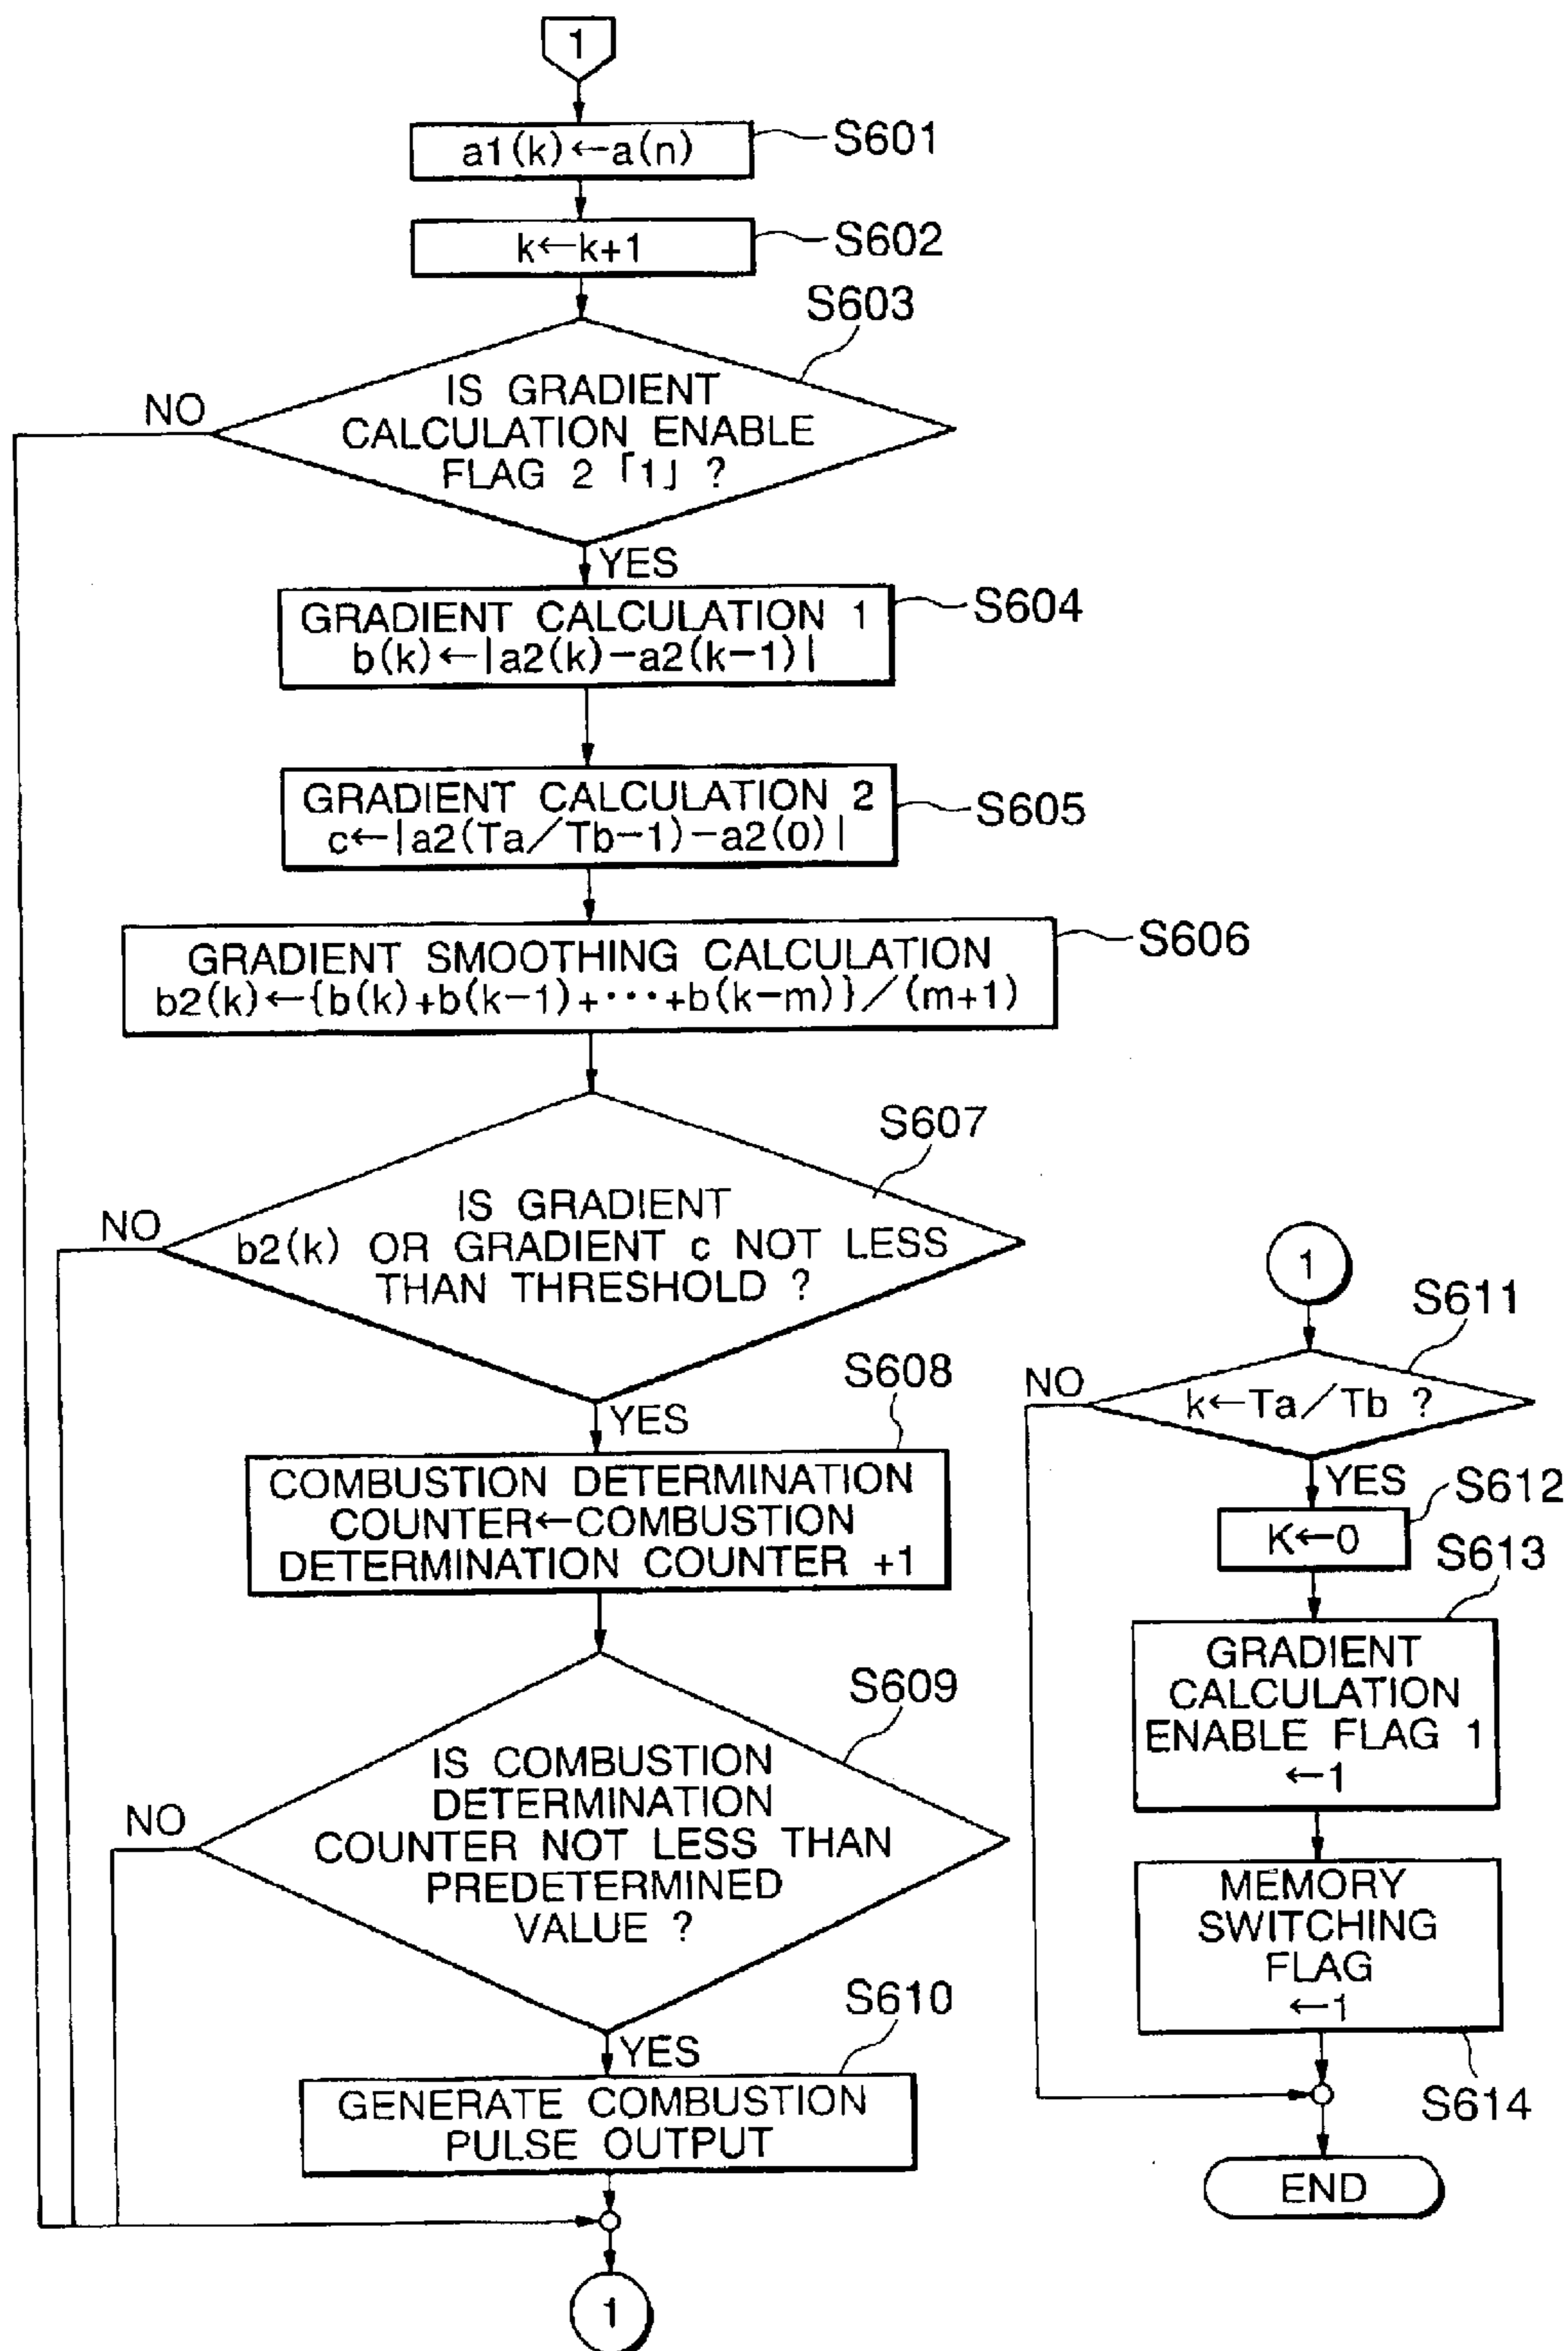 1
a1(k)←a(n)
S601
k←k+1
S602
S603
IS GRADIENT
CALCULATION ENABLE
FLAG 2 「1」 ?
NO
YES
GRADIENT CALCULATION 1
b(k)←|a2(k)-a2(k-1)|
S604
GRADIENT CALCULATION 2
c←|a2(Ta/Tb-1)-a2(0)|
S605
GRADIENT SMOOTHING CALCULATION
b2(k)←{b(k)+b(k-1)+···+b(k-m)}/(m+1)
S606
S607
IS GRADIENT
b2(k) OR GRADIENT c NOT LESS
THAN THRESHOLD ?
NO
YES
S608
COMBUSTION DETERMINATION
COUNTER←COMBUSTION
DETERMINATION COUNTER +1
S609
IS COMBUSTION
DETERMINATION
COUNTER NOT LESS THAN
PREDETERMINED
VALUE ?
NO
YES
S610
GENERATE COMBUSTION
PULSE OUTPUT
1
1
S611
k←Ta/Tb ?
NO
YES
S612
K←0
S613
GRADIENT
CALCULATION
ENABLE FLAG 1
←1
MEMORY
SWITCHING
FLAG
←1
S614
END